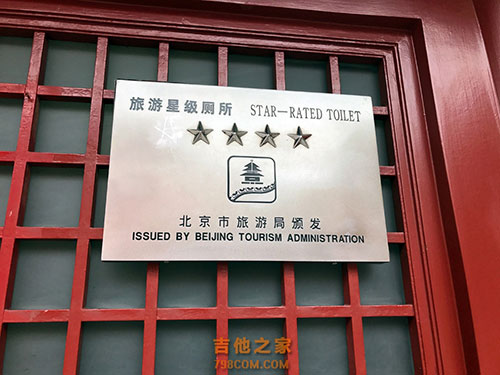 旅游星级厕所 STAR—RATED TOILET
北京市旅游局颁发
ISSUED BY BEIJING TOURISM ADMINISTRATION
吉他之家
798COM.COM